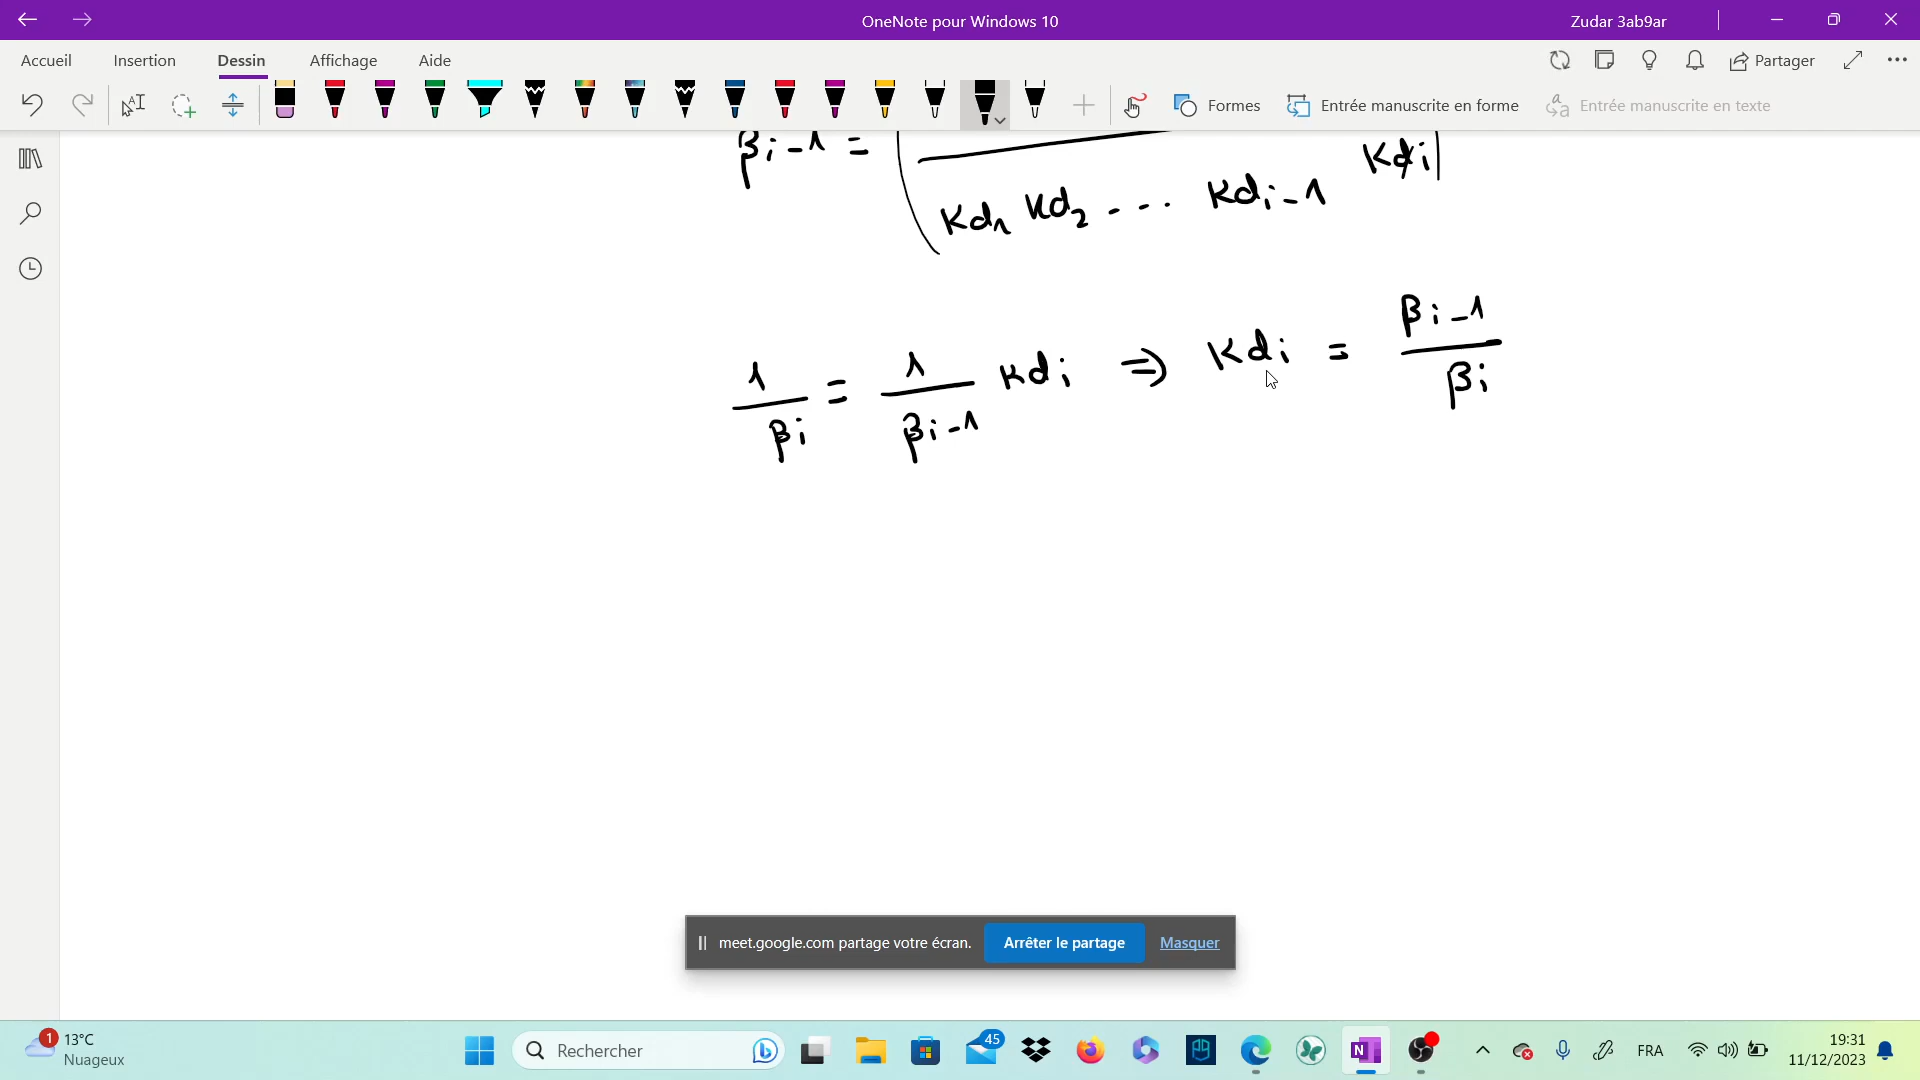 OneNote pour Windows 10
Zudar 3ab9ar
Accueil Insertion Dessin Affichage Aide
Partager
Formes Entrée manuscrite en forme Entrée manuscrite en texte
βi-1 =
Kdi
Kd1 Kd2 ... Kdi-1
1/βi = 1/βi-1 Kdi ⇒ Kdi = βi-1/βi
meet.google.com partage votre écran. Arrêter le partage Masquer
1 13°C
Nuageux
Rechercher
45
FRA
19:31
11/12/2023